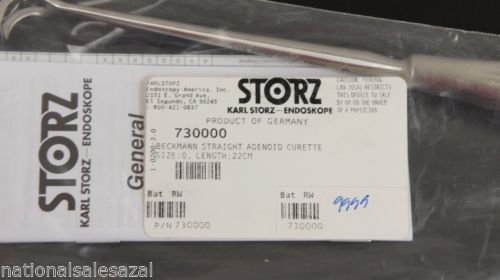 STORZ
KARL STORZ—ENDOSKOPE
General
KARLSTORZ
Endoscopy-America, Inc.
2151 E. Grand Ave,
El Segundo, CA 90245
1-800-421-0837
STORZ
KARL STORZ—ENDOSKOPE
CAUTION, FEDERAL
LAW (USA) RESTRICTS
THIS DEVICE TO SALE
BY OR ON THE ORDER
OF A PHYSICIAN.
PRODUCT OF GERMANY
730000
BECKMANN STRAIGHT ADENOID CURETTE
SIZE:0, LENGTH:22CM
Bat RW
P/N 730000
Bat RW
730000
nationalsalesazal